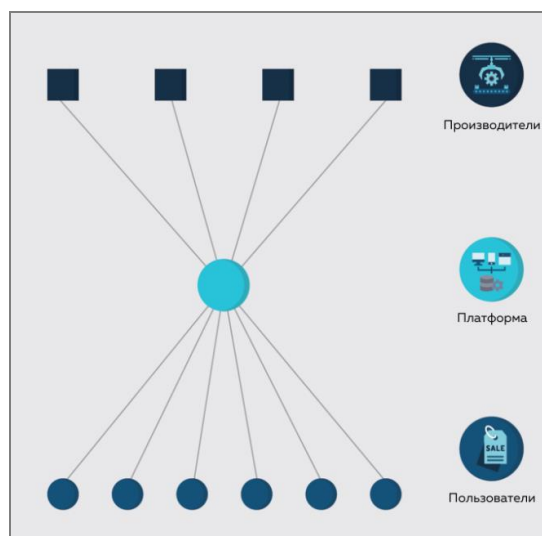 Производители
Платформа
SALE
Пользователи